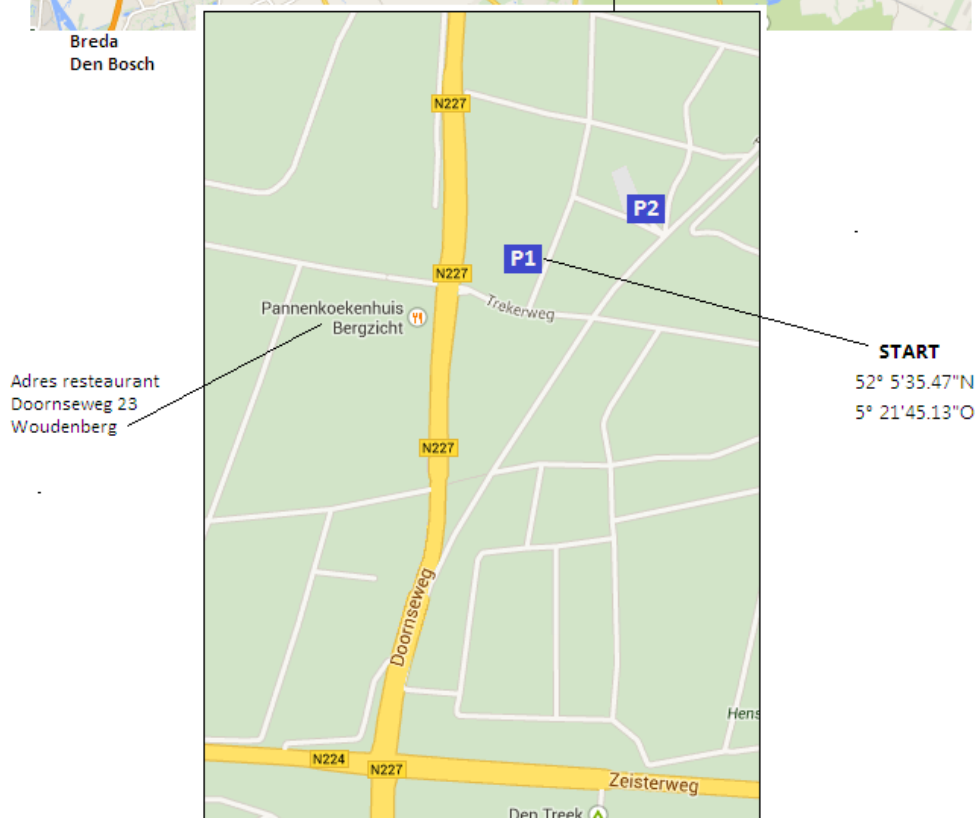 Breda
Den Bosch
N227
P2
P1
N227
Trekerweg
Pannenkoekenhuis
Bergzicht
START
52° 5'35.47"N
5° 21'45.13"O
Adres resteaurant
Doornseweg 23
Woudenberg
N227
Doornseweg
Hens
N224
N227
Zeisterweg
Den Treek